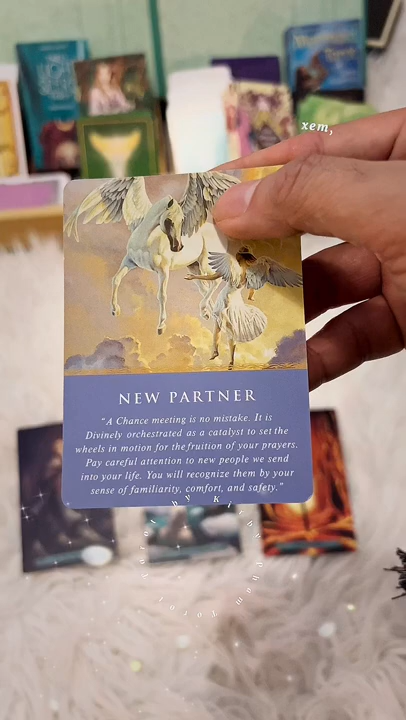 xem,
NEW PARTNER
"A Chance meeting is no mistake. It is
Divinely orchestrated as a catalyst to set the
wheels in motion for the fruition of your prayers.
Pay careful attention to new people we send
into your life. You will recognize them by your
sense of familiarity, comfort, and safety."